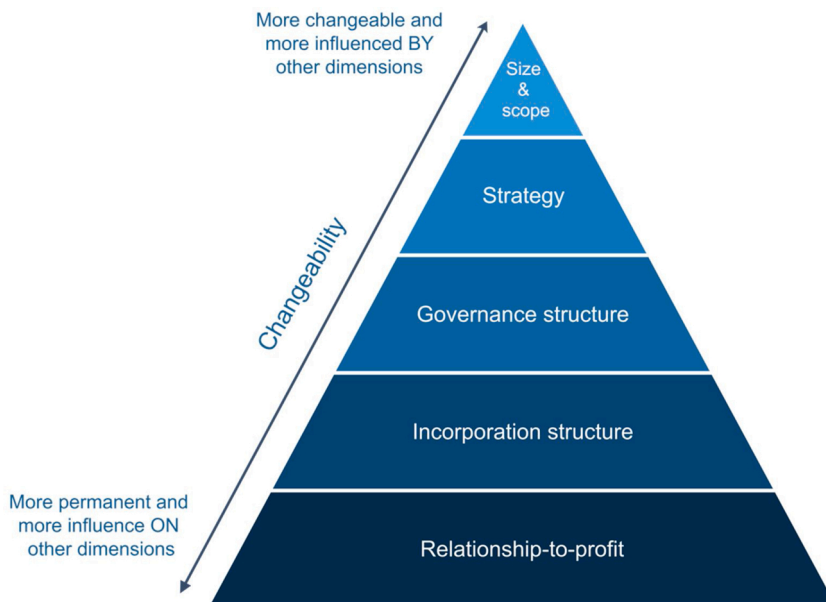 More changeable and
more influenced BY
other dimensions
Size
&
scope
Strategy
Changeability
Governance structure
Incorporation structure
More permanent and
more influence ON
other dimensions
Relationship-to-profit